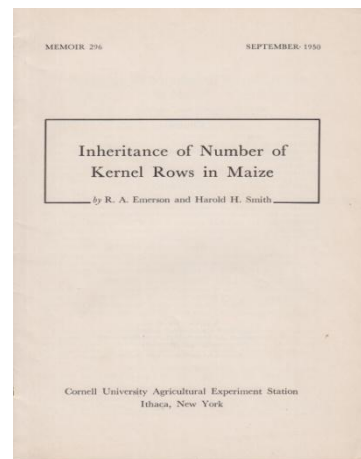 MEMOIR 296 SEPTEMBER· 1950
Inheritance of Number of
Kernel Rows in Maize
by R. A. Emerson and Harold H. Smith
Cornell University Agricultural Experiment Station
Ithaca, New York